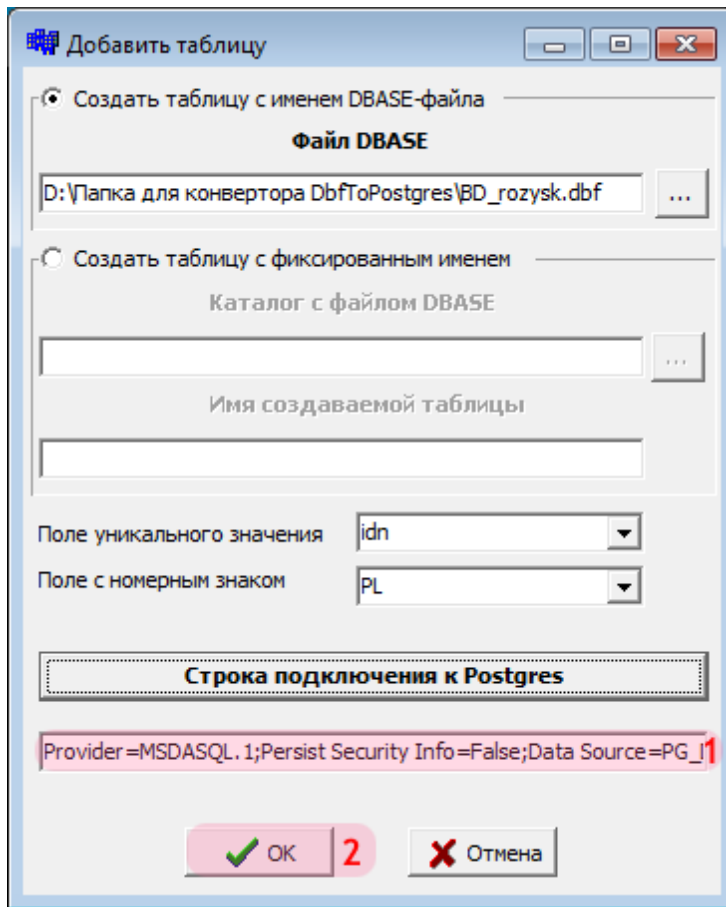 Добавить таблицу
Создать таблицу с именем DBASE-файла
Файл DBASE
D:\Папка для конвертора DbfToPostgres\BD_rozysk.dbf ...
Создать таблицу с фиксированным именем
Каталог с файлом DBASE
...
Имя создаваемой таблицы
Поле уникального значения idn
Поле с номерным знаком PL
Строка подключения к Postgres
Provider=MSDASQL.1;Persist Security Info=False;Data Source=PG_ 1
OK 2 Отмена